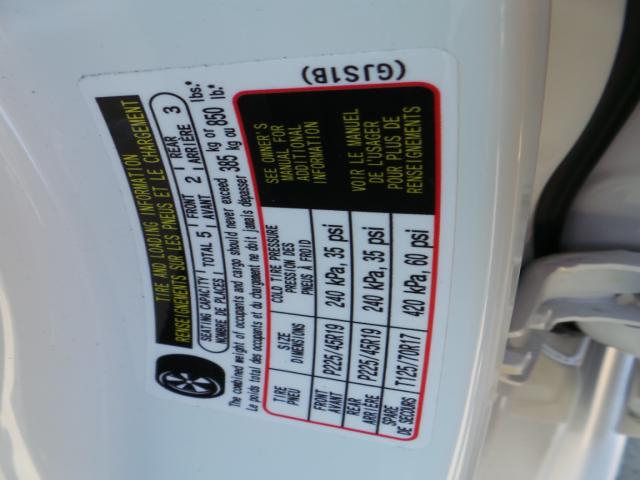 TIRE AND LOADING INFORMATION
RENSEIGNEMENTS SUR LES PNEUS ET LE CHARGEMENT
SEATING CAPACITY TOTAL 5 FRONT 2 REAR 3
NOMBRE DE PLACES AVANT ARRIÈRE
The combined weight of occupants and cargo should never exceed 385 kg or 850 lbs.*
Le poids total des occupants et du chargement ne doit jamais dépasser 385 kg ou 850 lb.*
TIRE SIZE COLD TIRE PRESSURE
PNEU DIMENSIONS PRESSION DES PNEUS À FROID
FRONT AVANT P225/45R19 240 kPa, 35 psi
REAR ARRIÈRE P225/45R19 240 kPa, 35 psi
SPARE DE SECOURS T125/70R17 420 kPa, 60 psi
SEE OWNER'S
MANUAL FOR
ADDITIONAL
INFORMATION
VOIR LE MANUEL
DE L'USAGER
POUR PLUS DE
RENSEIGNEMENTS
(GJS1B)